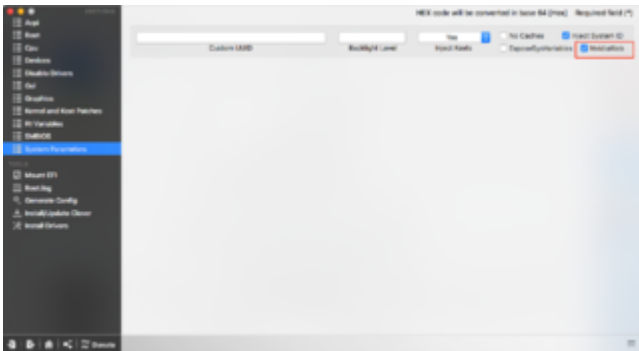 HEX code will be converted in base 64 [Hex] Required field (*)
Acpi
Boot
Cpu
Devices
Disable Drivers
Gui
Graphics
Kernel and Kext Patches
Rt Variables
SMBIOS
System Parameters
Custom UUID
Backlight Level
Yes
Inject Kexts
No Caches
Inject System ID
ExposeSysVariables
NvidiaWeb
TOOLS
Mount EFI
Boot.log
Generate Config
Install/Update Clover
Install Drivers
Donate